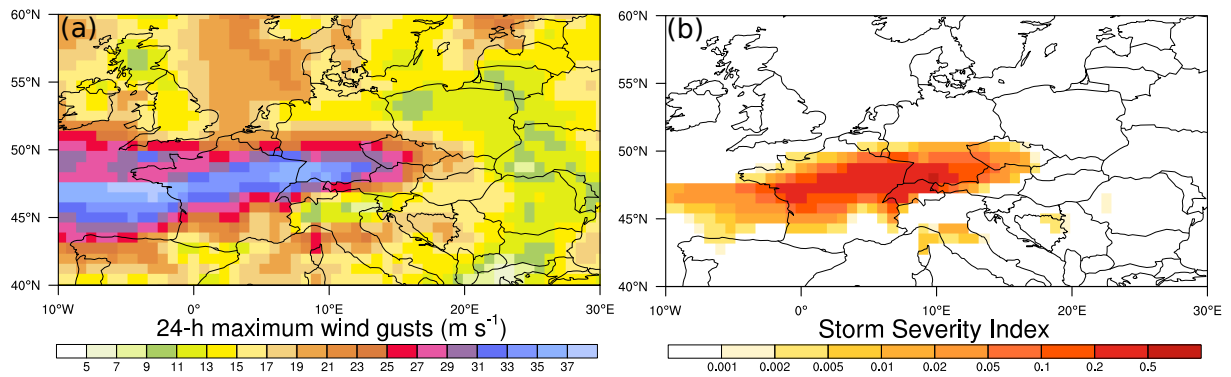 (a)
60°N
55°N
50°N
45°N
40°N
10°W 0° 10°E 20°E 30°E
24-h maximum wind gusts (m s⁻¹)
5 7 9 11 13 15 17 19 21 23 25 27 29 31 33 35 37
(b)
60°N
55°N
50°N
45°N
40°N
10°W 0° 10°E 20°E 30°E
Storm Severity Index
0.001 0.002 0.005 0.01 0.02 0.05 0.1 0.2 0.5